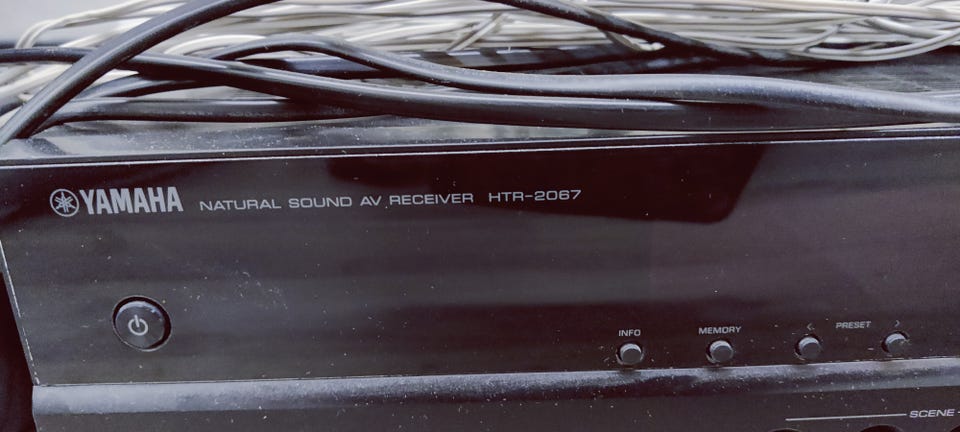 YAMAHA NATURAL SOUND AV RECEIVER HTR-2067
INFO MEMORY < PRESET >
SCENE